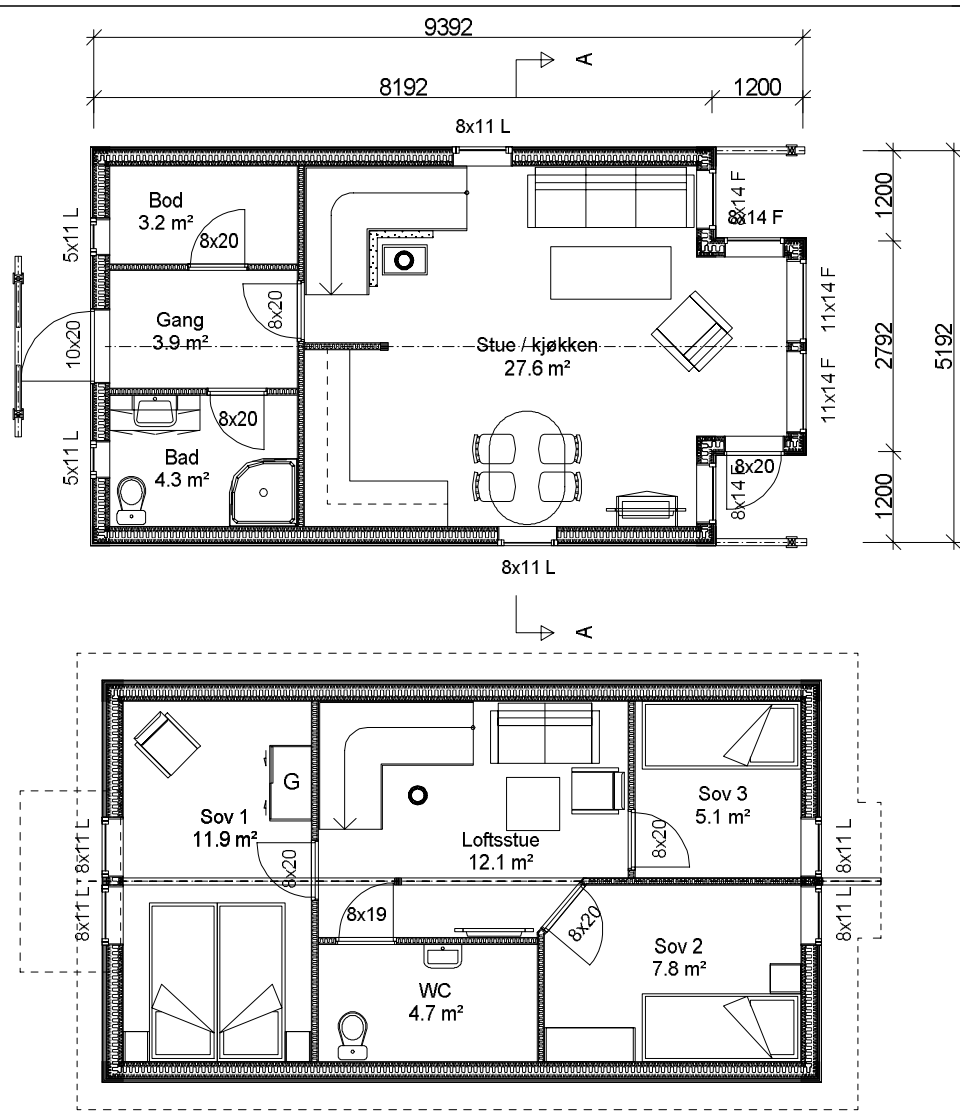 9392
A
8192
1200
8x11 L
Bod
3.2 m²
8x20
5x11 L
8x14 F
8x14 F
1200
Gang
3.9 m²
8x20
10x20
11x14 F
Stue / kjøkken
27.6 m²
2792
5192
11x14 F
8x20
Bad
4.3 m²
5x11 L
8x20
8x14 F
1200
8x11 L
A
G
Sov 1
11.9 m²
Sov 3
5.1 m²
Loftsstue
12.1 m²
8x11 L
8x20
8x20
8x11 L
8x11 L
8x19
8x20
8x11 L
Sov 2
7.8 m²
WC
4.7 m²